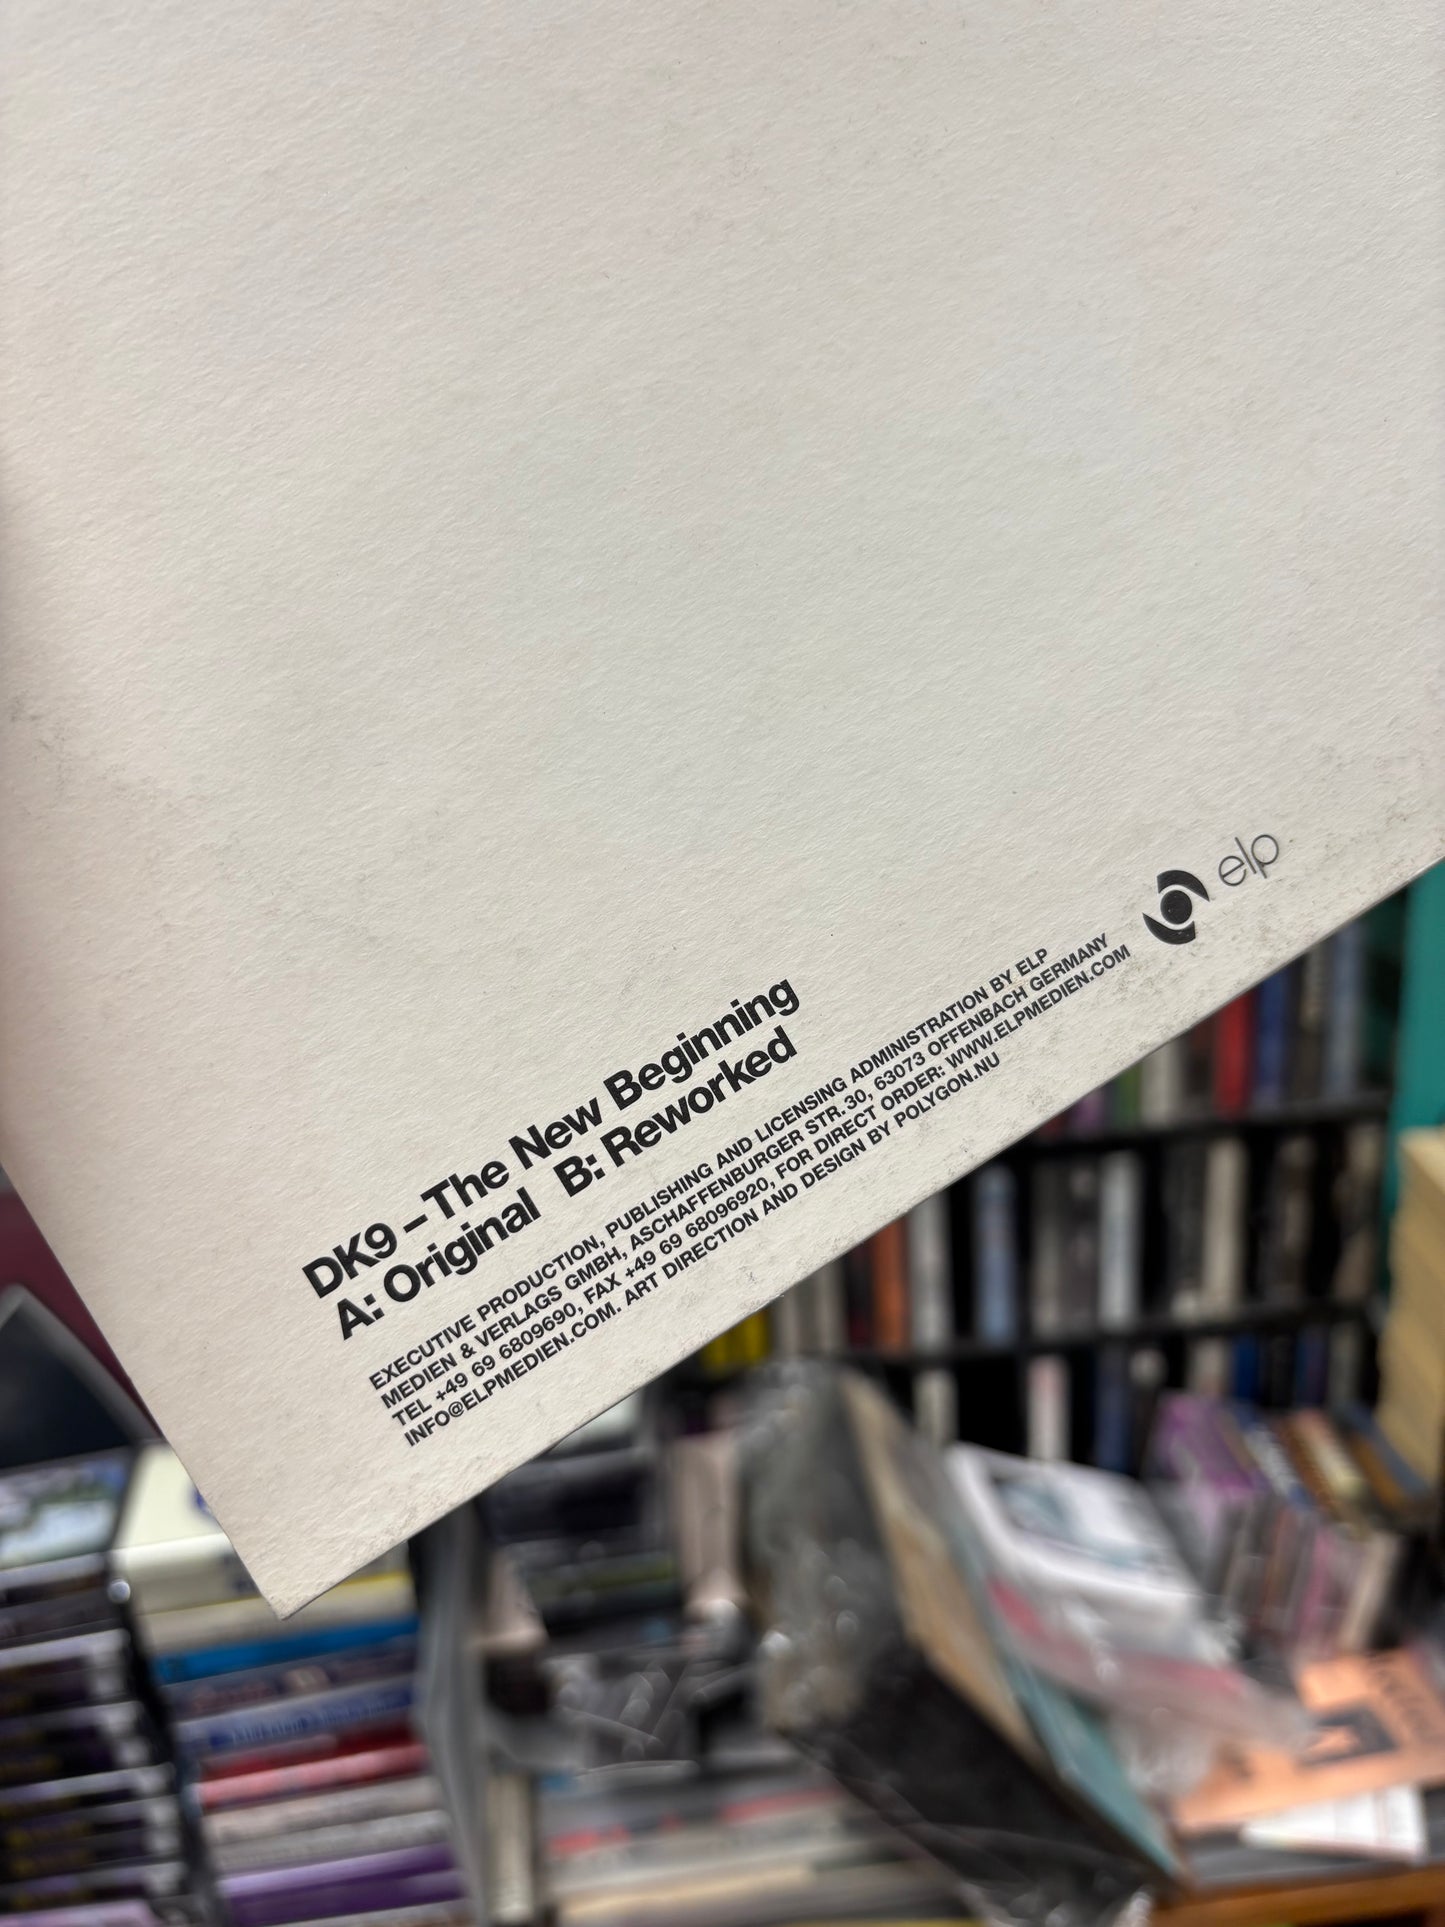 DK9 – The New Beginning
A: Original B: Reworked
EXECUTIVE PRODUCTION, PUBLISHING AND LICENSING ADMINISTRATION BY ELP
MEDIEN & VERLAGS GMBH, ASCHAFFENBURGER STR. 30, 63073 OFFENBACH GERMANY
TEL +49 69 6809690, FAX +49 69 68096920, FOR DIRECT ORDER: WWW.ELPMEDIEN.COM
INFO@ELPMEDIEN.COM. ART DIRECTION AND DESIGN BY POLYGON.NU
elp